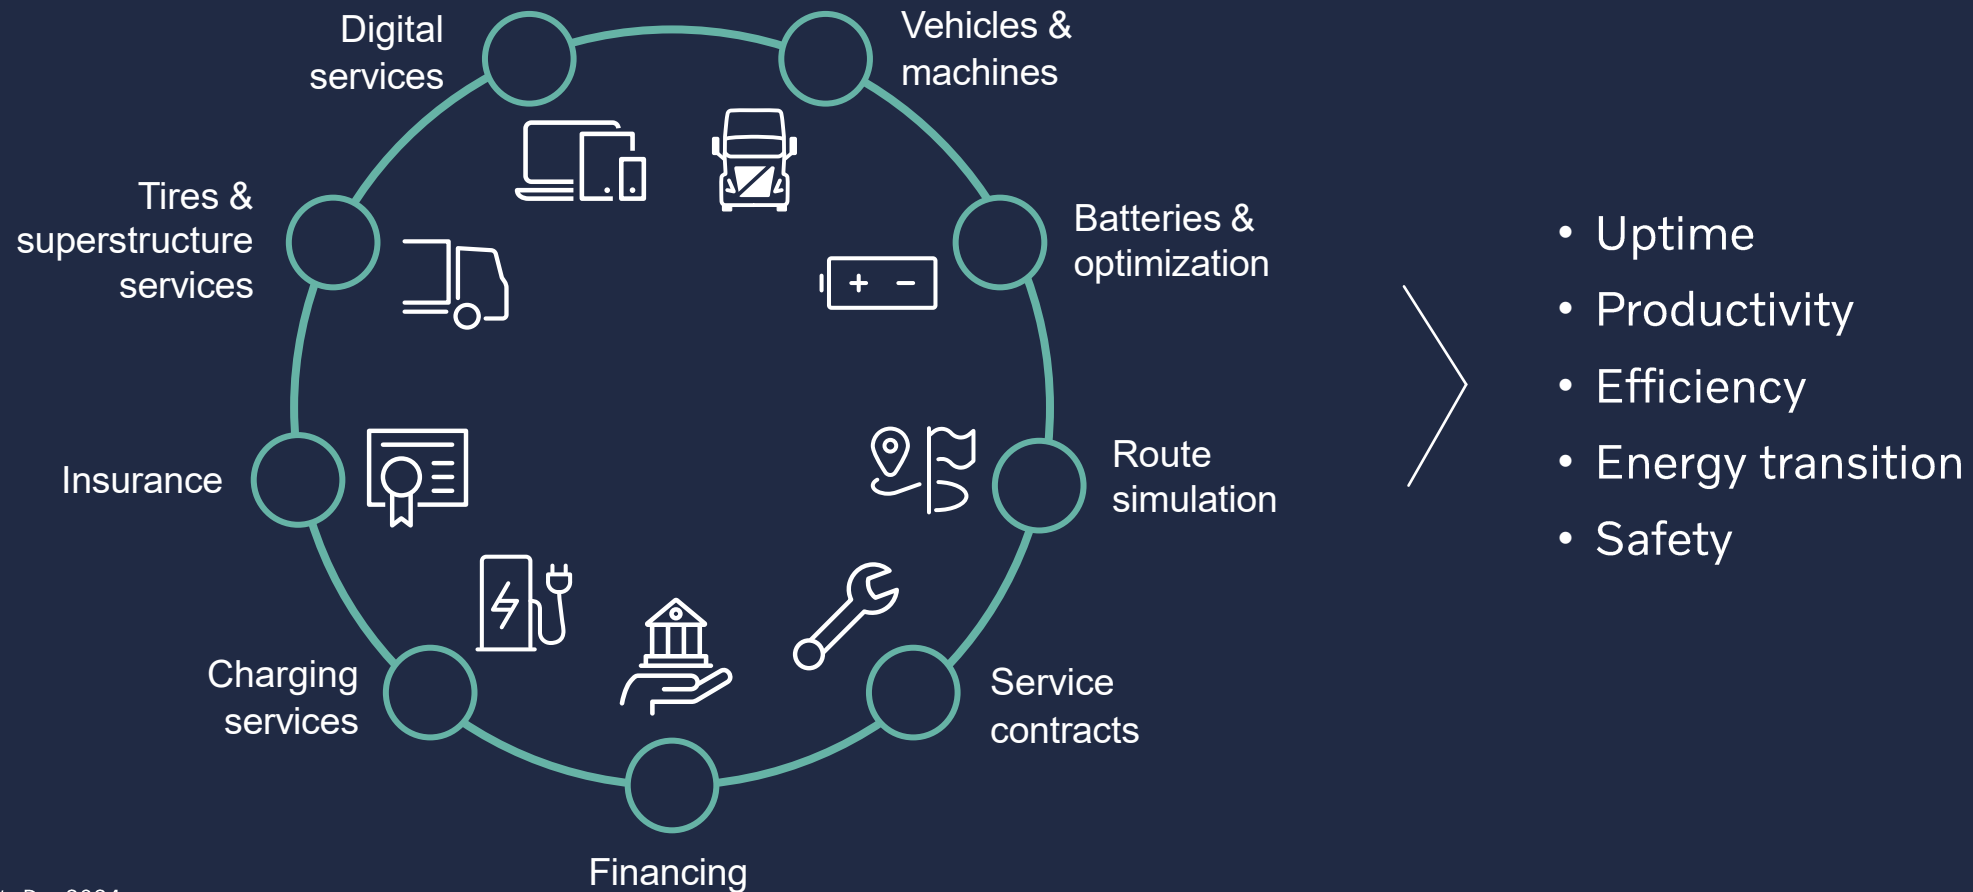 Digital
services
Vehicles &
machines
Tires &
superstructure
services
Batteries &
optimization
Insurance
Route
simulation
Charging
services
Service
contracts
Financing
• Uptime
• Productivity
• Efficiency
• Energy transition
• Safety